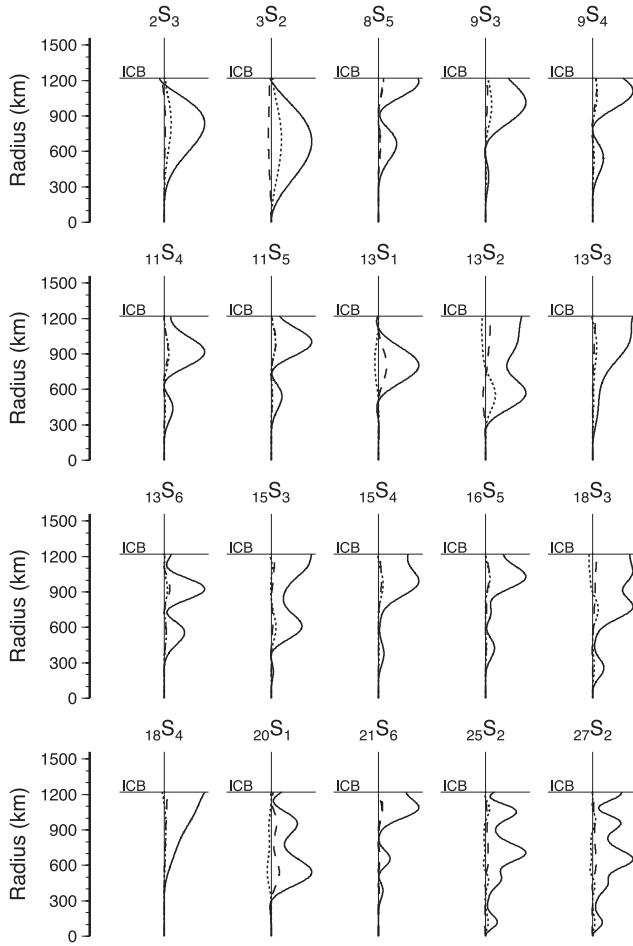 2S3 3S2 8S5 9S3 9S4
1500
ICB ICB ICB ICB ICB
1200
900
600
300
0
Radius (km)
11S4 11S5 13S1 13S2 13S3
1500
ICB ICB ICB ICB ICB
1200
900
600
300
0
Radius (km)
13S6 15S3 15S4 16S5 18S3
1500
ICB ICB ICB ICB ICB
1200
900
600
300
0
Radius (km)
18S4 20S1 21S6 25S2 27S2
1500
ICB ICB ICB ICB ICB
1200
900
600
300
0
Radius (km)